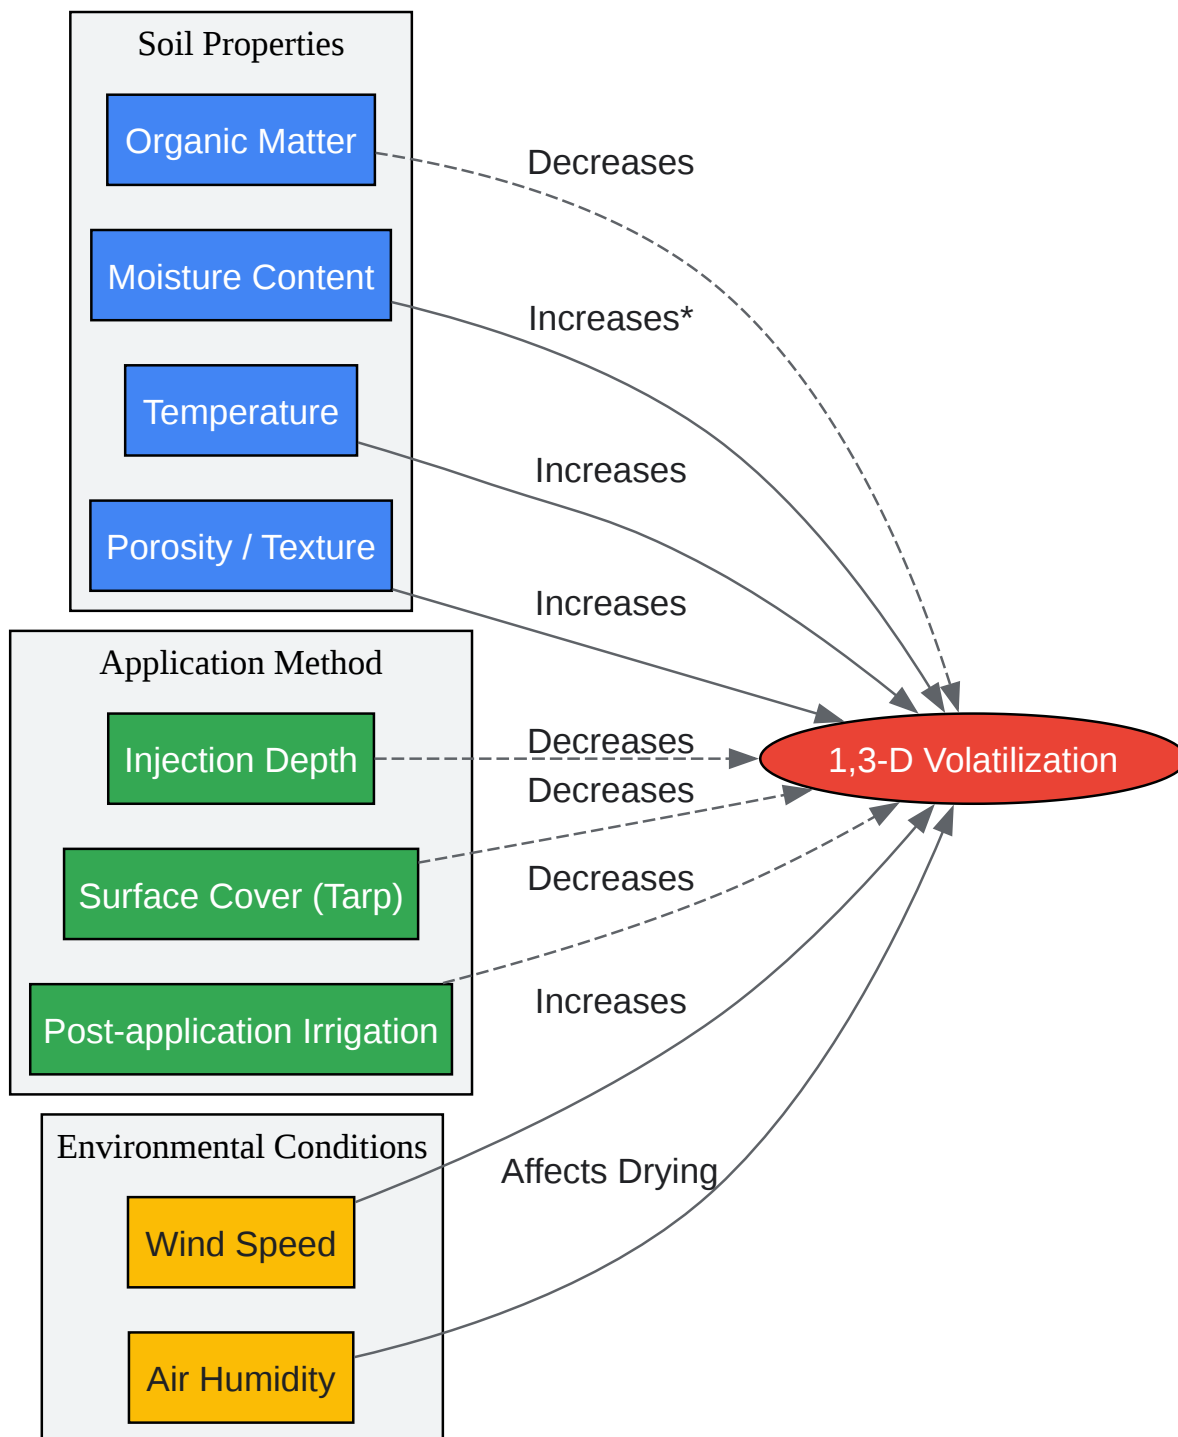 Soil Properties
Organic Matter
Decreases
Moisture Content
Increases*
Temperature
Increases
Porosity / Texture
Increases
Application Method
Injection Depth
Decreases
1,3-D Volatilization
Decreases
Surface Cover (Tarp)
Decreases
Post-application Irrigation
Increases
Environmental Conditions
Affects Drying
Wind Speed
Air Humidity